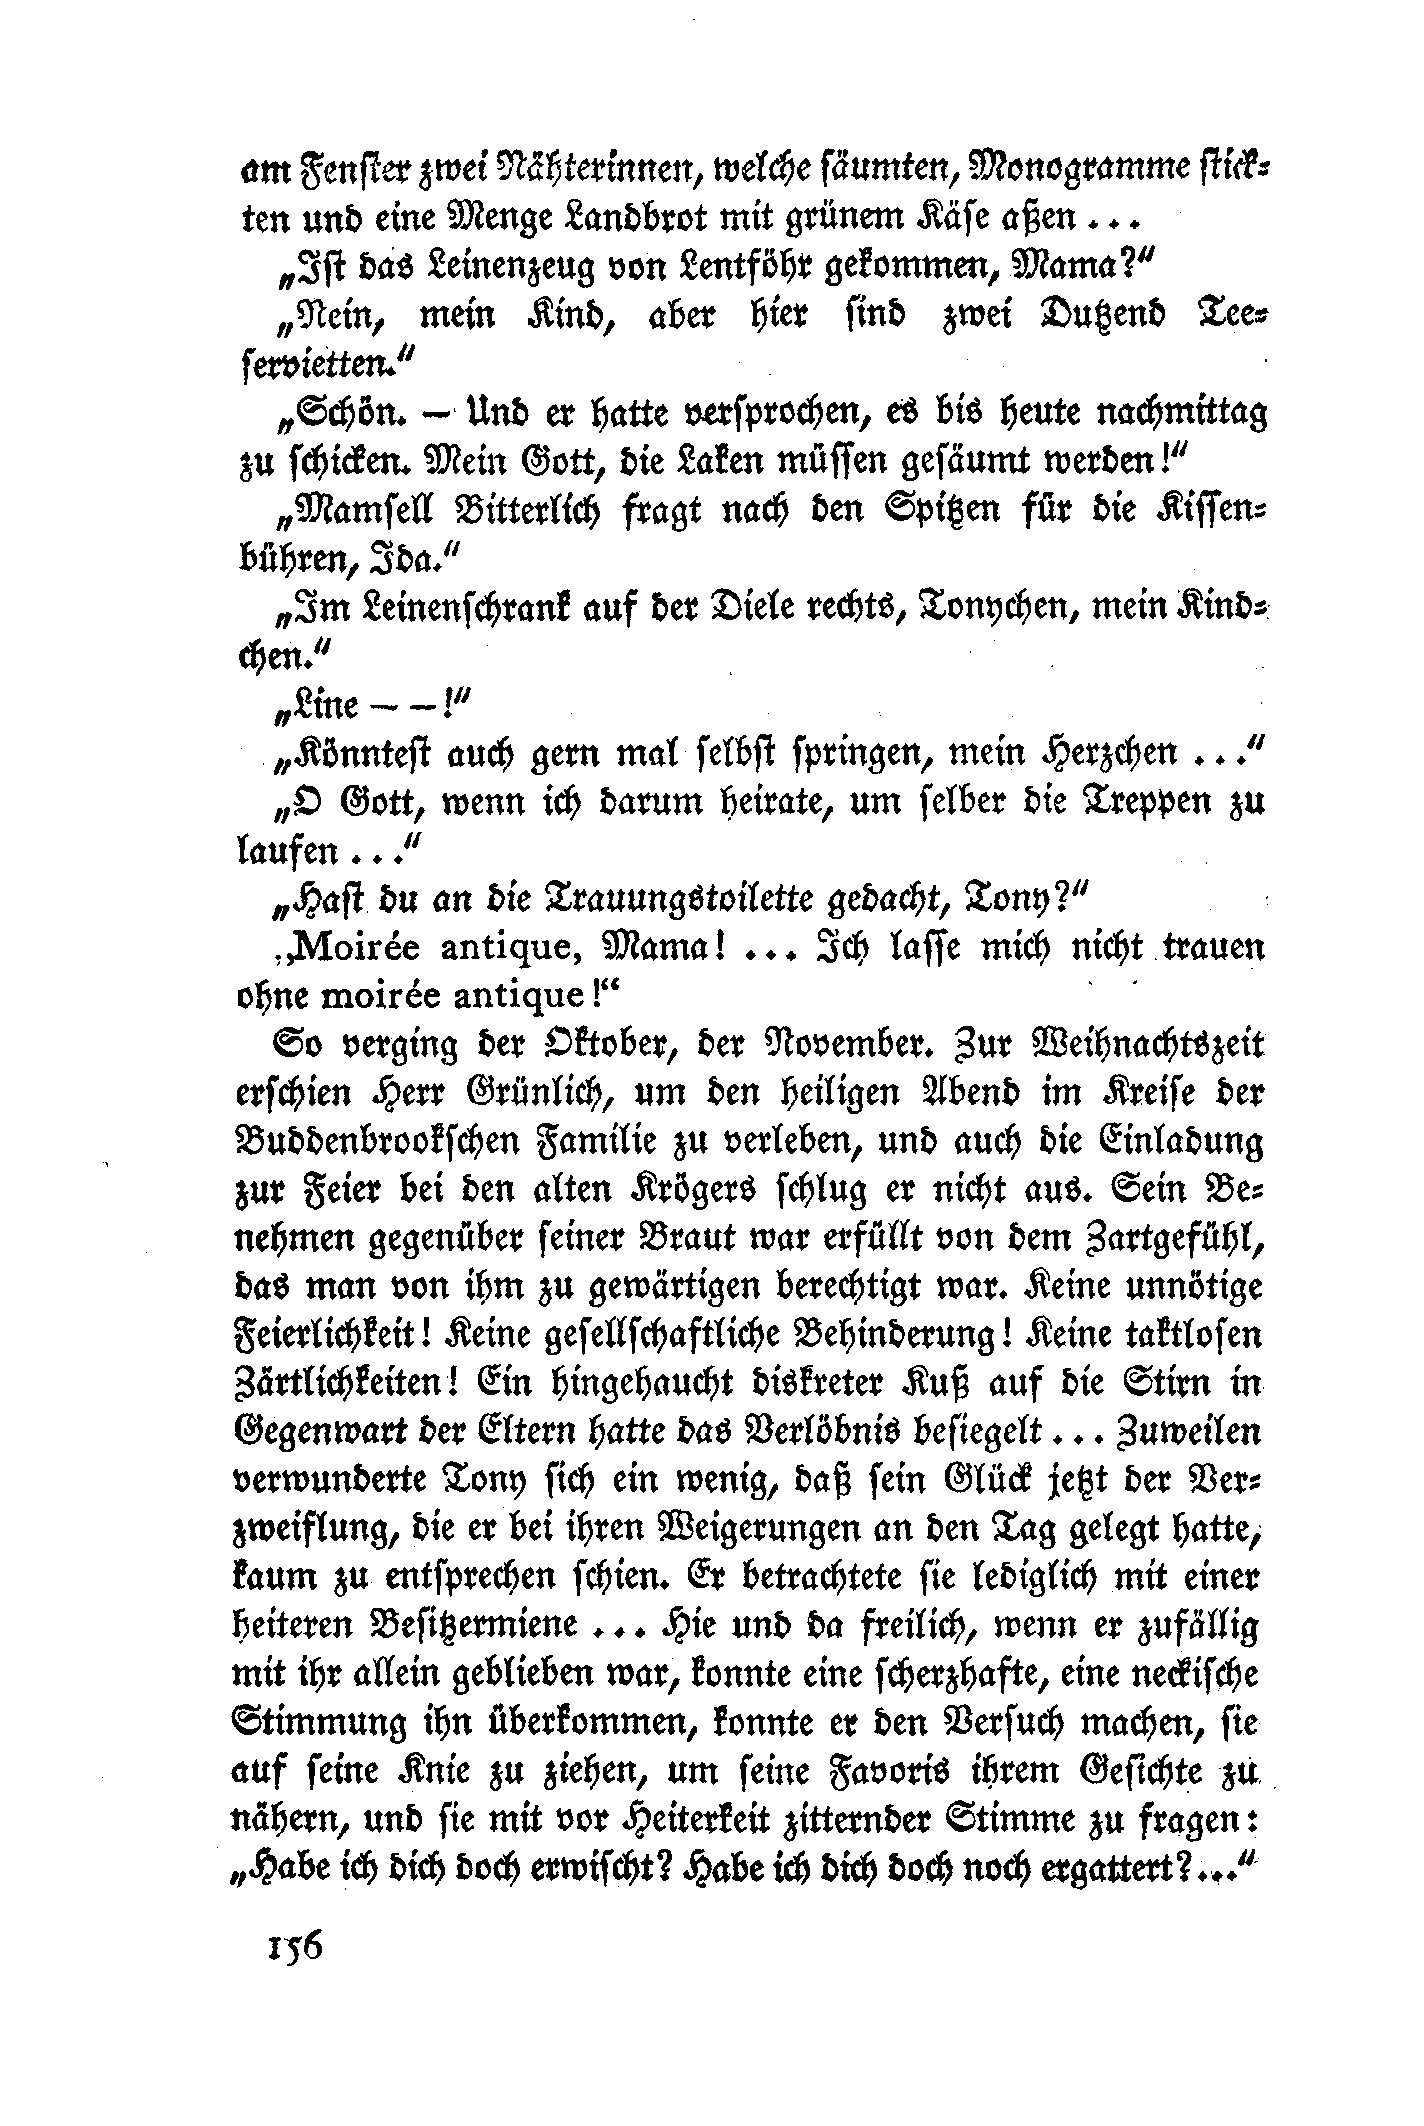 am Fenster zwei Nähterinnen, welche säumten, Monogramme stick-
ten und eine Menge Landbrot mit grünem Käse aßen . . .
„Ist das Leinenzeug von Lentföhr gekommen, Mama?“
„Nein, mein Kind, aber hier sind zwei Dutzend Tee-
servietten.“
„Schön. — Und er hatte versprochen, es bis heute nachmittag
zu schicken. Mein Gott, die Laken müssen gesäumt werden!“
„Mamsell Bitterlich fragt nach den Spitzen für die Kissen-
bühren, Ida.“
„Im Leinenschrank auf der Diele rechts, Tonychen, mein Kind-
chen.“
„Line — —!“
„Könntest auch gern mal selbst springen, mein Herzchen . . .“
„O Gott, wenn ich darum heirate, um selber die Treppen zu
laufen . . .“
„Hast du an die Trauungstoilette gedacht, Tony?“
„Moirée antique, Mama! . . . Ich lasse mich nicht trauen
ohne moirée antique!“
So verging der Oktober, der November. Zur Weihnachtszeit
erschien Herr Grünlich, um den heiligen Abend im Kreise der
Buddenbrookschen Familie zu verleben, und auch die Einladung
zur Feier bei den alten Krögers schlug er nicht aus. Sein Be-
nehmen gegenüber seiner Braut war erfüllt von dem Zartgefühl,
das man von ihm zu gewärtigen berechtigt war. Keine unnötige
Feierlichkeit! Keine gesellschaftliche Behinderung! Keine taktlosen
Zärtlichkeiten! Ein hingehaucht diskreter Kuß auf die Stirn in
Gegenwart der Eltern hatte das Verlöbnis besiegelt . . . Zuweilen
verwunderte Tony sich ein wenig, daß sein Glück jetzt der Ver-
zweiflung, die er bei ihren Weigerungen an den Tag gelegt hatte,
kaum zu entsprechen schien. Er betrachtete sie lediglich mit einer
heiteren Besitzermiene . . . Hie und da freilich, wenn er zufällig
mit ihr allein geblieben war, konnte eine scherzhafte, eine neckische
Stimmung ihn überkommen, konnte er den Versuch machen, sie
auf seine Knie zu ziehen, um seine Favoris ihrem Gesichte zu
nähern, und sie mit vor Heiterkeit zitternder Stimme zu fragen:
„Habe ich dich doch erwischt? Habe ich dich doch noch ergattert?...“
156